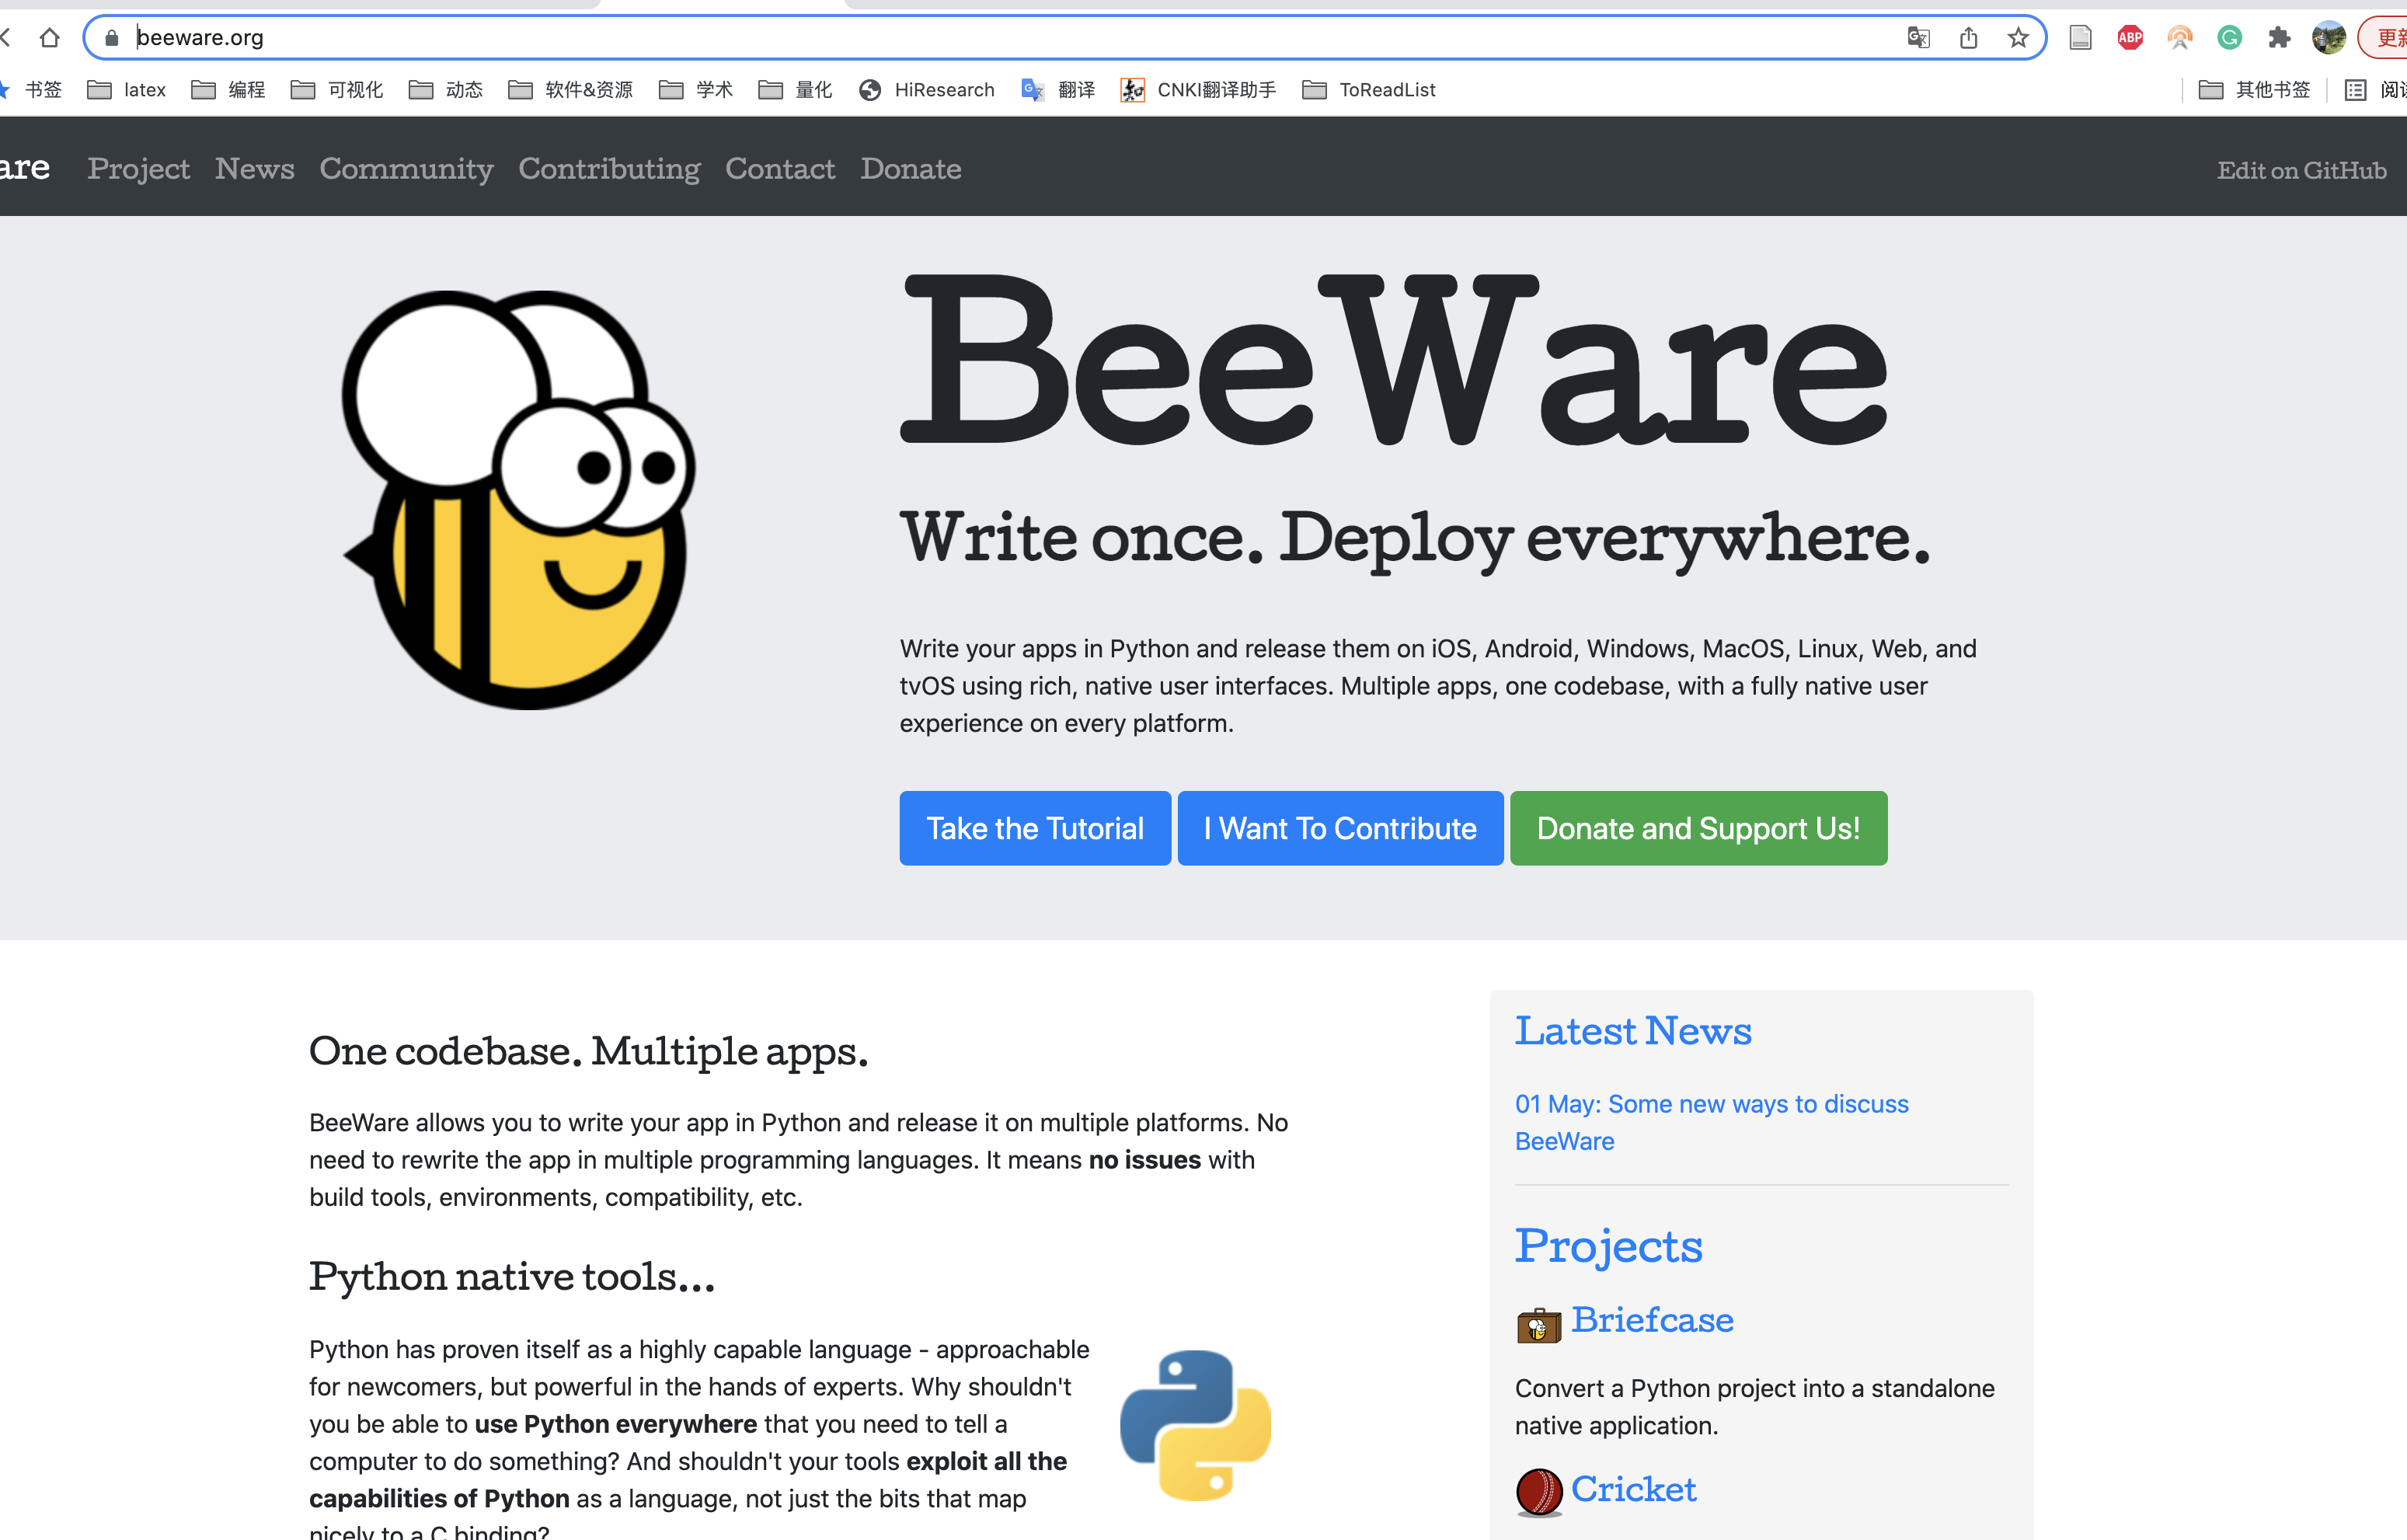 beeware.org
ABP
更新
书签 latex 编程 可视化 动态 软件&资源 学术 量化 HiResearch 翻译 CNKI翻译助手 ToReadList 其他书签
are Project News Community Contributing Contact Donate Edit on GitHub
BeeWare
Write once. Deploy everywhere.
Write your apps in Python and release them on iOS, Android, Windows, MacOS, Linux, Web, and
tvOS using rich, native user interfaces. Multiple apps, one codebase, with a fully native user
experience on every platform.
Take the Tutorial I Want To Contribute Donate and Support Us!
One codebase. Multiple apps.
BeeWare allows you to write your app in Python and release it on multiple platforms. No
need to rewrite the app in multiple programming languages. It means no issues with
build tools, environments, compatibility, etc.
Python native tools...
Python has proven itself as a highly capable language - approachable
for newcomers, but powerful in the hands of experts. Why shouldn't
you be able to use Python everywhere that you need to tell a
computer to do something? And shouldn't your tools exploit all the
capabilities of Python as a language, not just the bits that map
nicely to a C binding?
Latest News
01 May: Some new ways to discuss
BeeWare
Projects
Briefcase
Convert a Python project into a standalone
native application.
Cricket